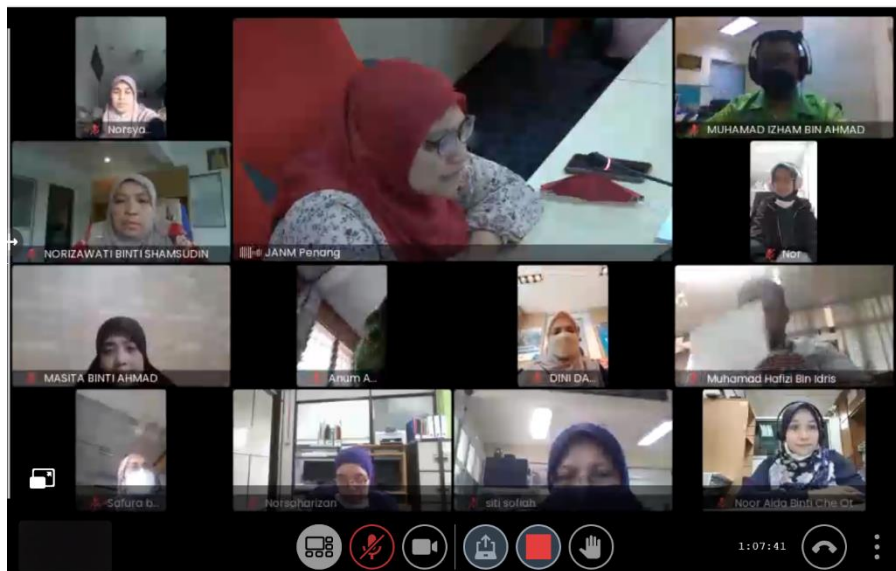 Norsya...
JANM Penang
MUHAMAD IZHAM BIN AHMAD
NORIZAWATI BINTI SHAMSUDIN
Nor
MASITA BINTI AHMAD
Anum A...
DINI DA...
Muhamad Hafizi Bin Idris
Safura b...
Norsaharizan
siti soliah
Noor Aida Binti Che Ot...
1:07:41